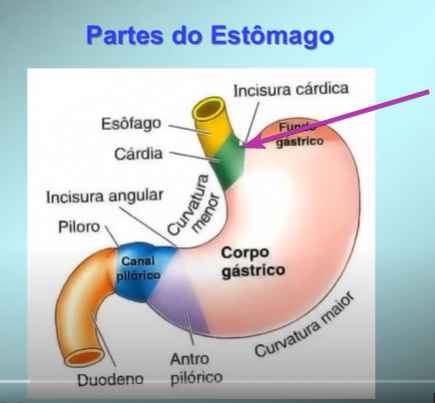 Partes do Estômago
Incisura cárdica
Esôfago
Fundo
gástrico
Cárdia
Incisura angular
Curvatura
menor
Piloro
Canal
pilórico
Corpo
gástrico
Curvatura maior
Antro
pilórico
Duodeno